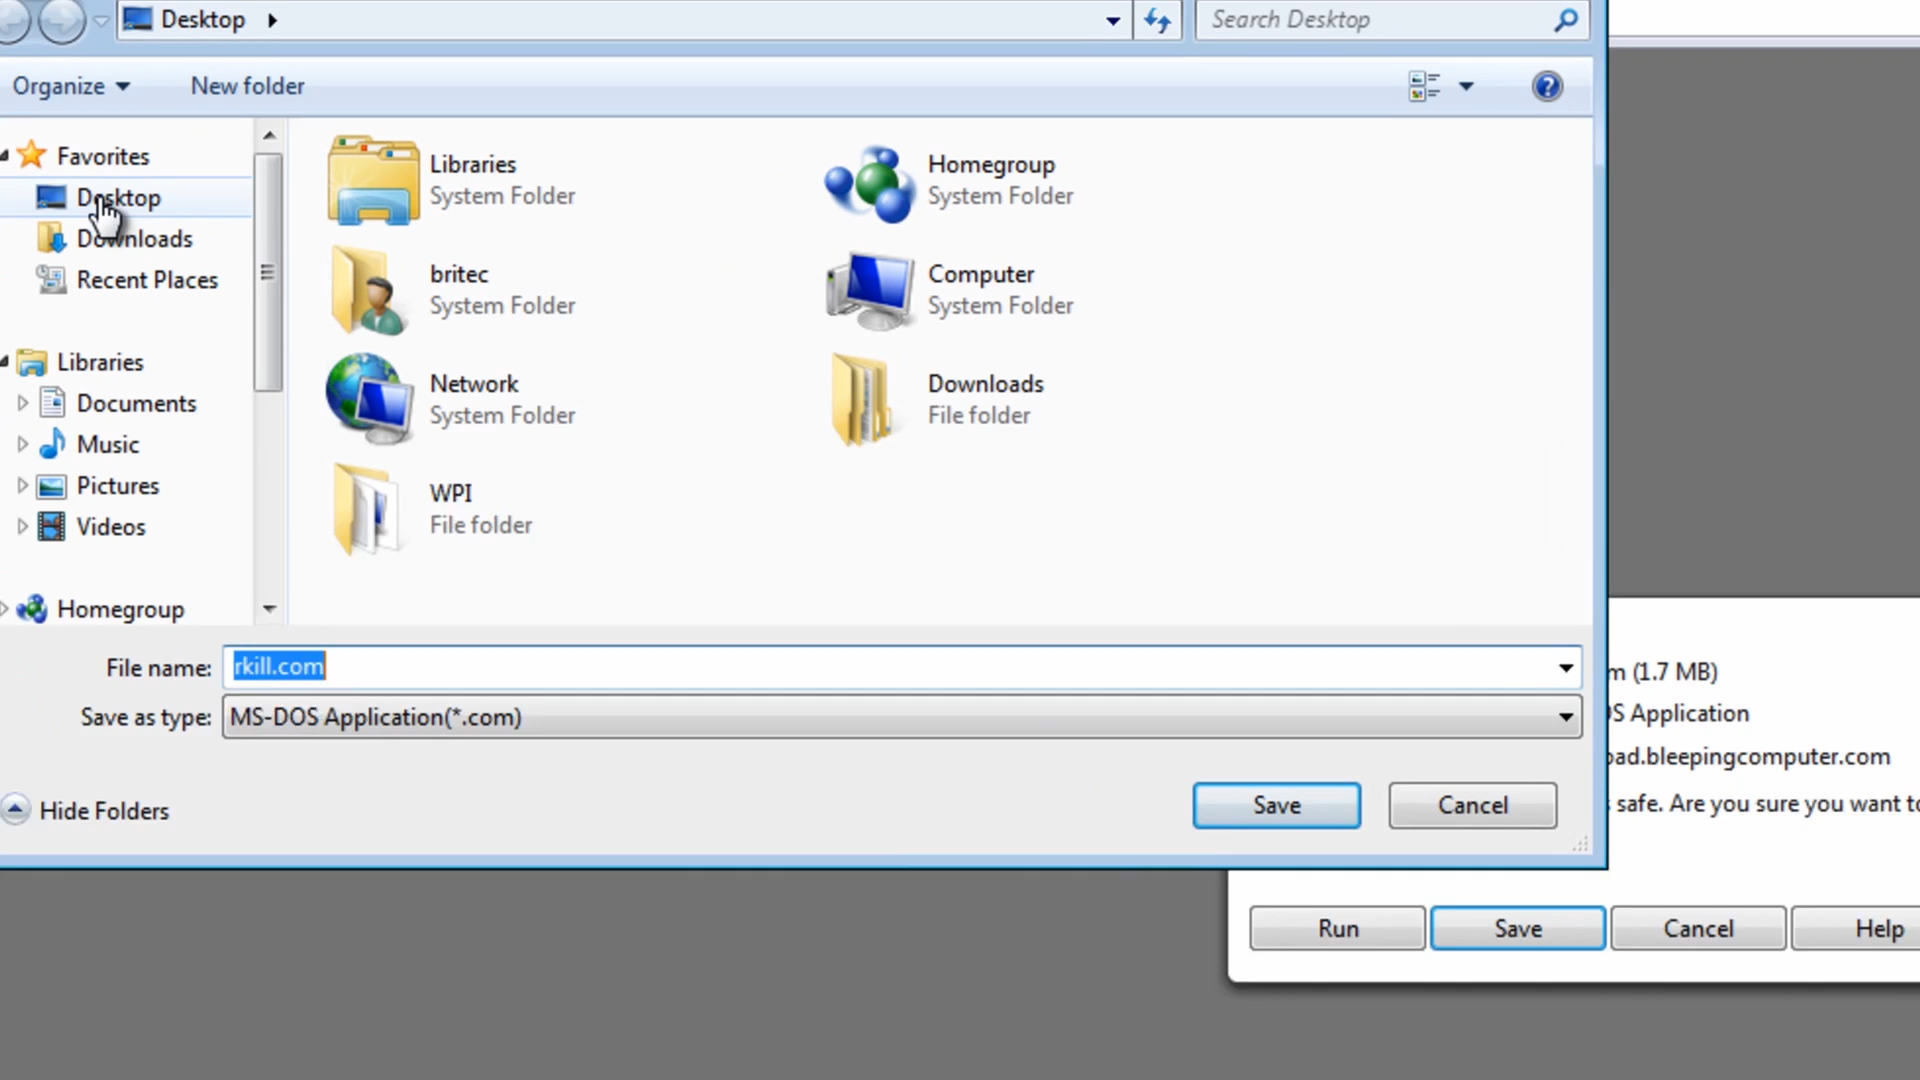 Desktop
Search Desktop
Organize
New folder
Favorites
Desktop
Downloads
Recent Places
Libraries
Documents
Music
Pictures
Videos
Homegroup
Libraries
System Folder
Homegroup
System Folder
britec
System Folder
Computer
System Folder
Network
System Folder
Downloads
File folder
WPI
File folder
File name: rkill.com
Save as type: MS-DOS Application(*.com)
Hide Folders
Save
Cancel
m (1.7 MB)
S Application
oad.bleepingcomputer.com
safe. Are you sure you want to
Run
Save
Cancel
Help